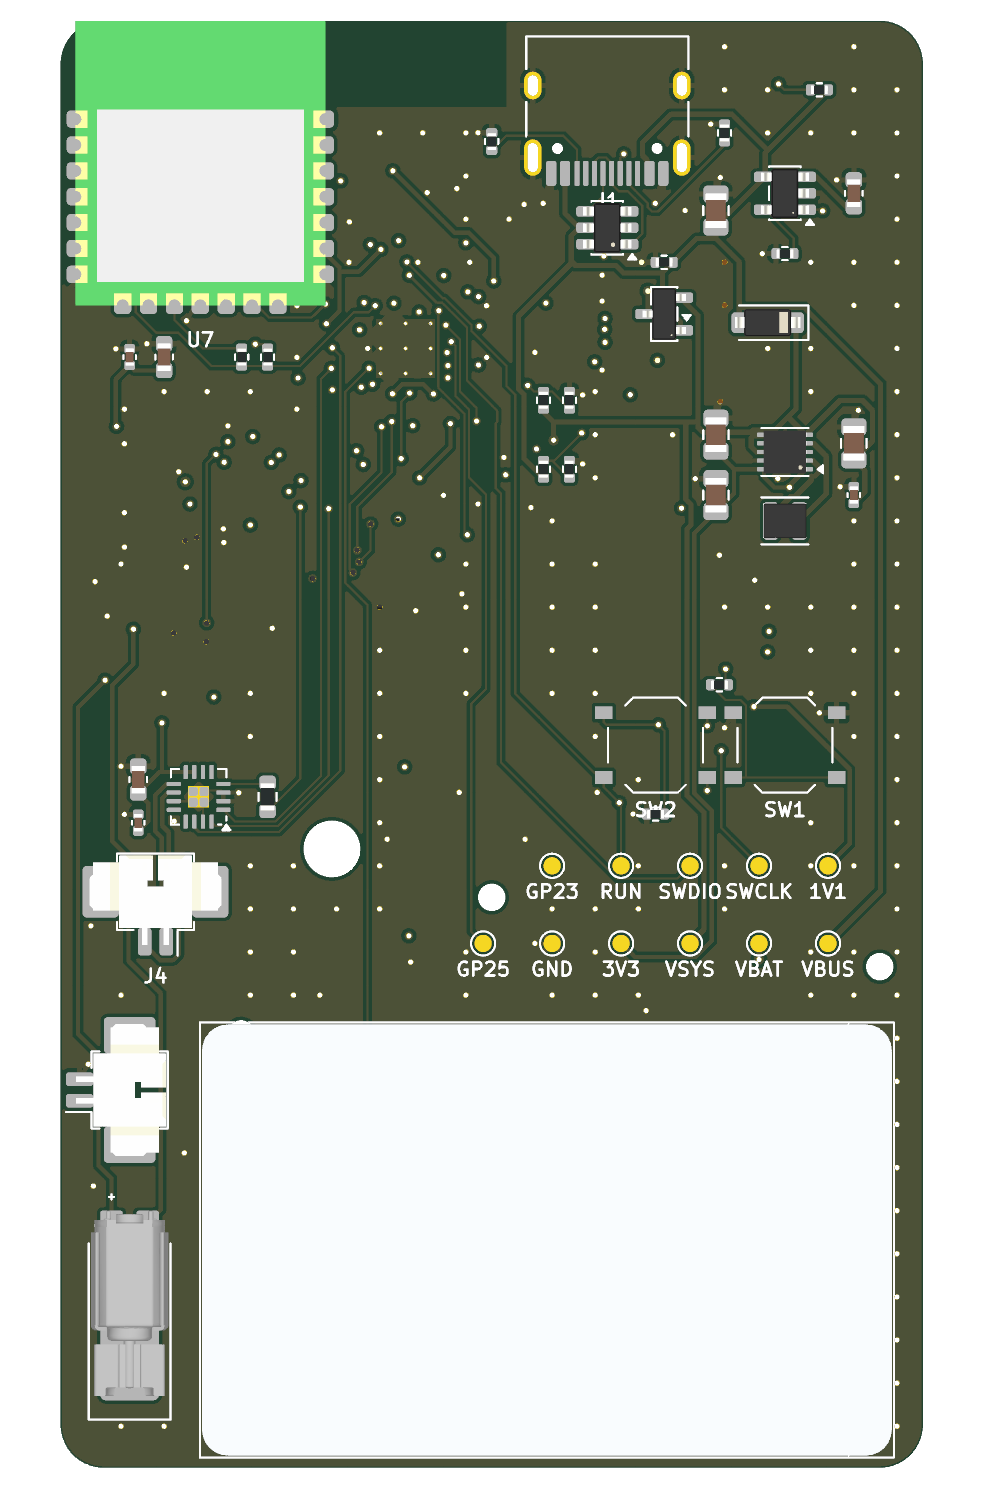 J1
U7
SW2 SW1
GP23 RUN SWDIO SWCLK 1V1
GP25 GND 3V3 VSYS VBAT VBUS
J4
+